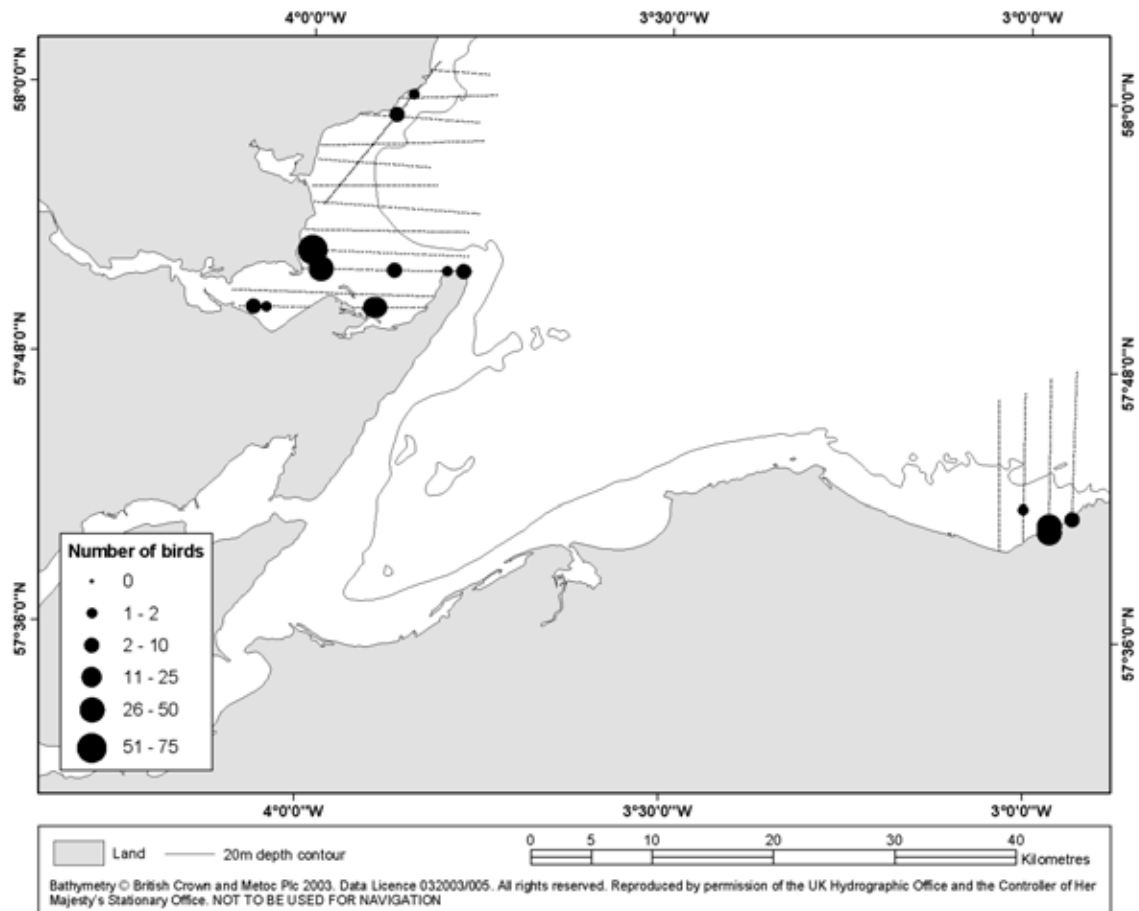 4°0'0"W 3°30'0"W 3°0'0"W
58°0'0"N
58°0'0"N
57°48'0"N
57°48'0"N
57°36'0"N
57°36'0"N
Number of birds
0
1 - 2
2 - 10
11 - 25
26 - 50
51 - 75
4°0'0"W 3°30'0"W 3°0'0"W
Land 20m depth contour
0 5 10 20 30 40
Kilometres
Bathymetry © British Crown and Metoc Plc 2003. Data Licence 032003/005. All rights reserved. Reproduced by permission of the UK Hydrographic Office and the Controller of Her
Majesty's Stationary Office. NOT TO BE USED FOR NAVIGATION